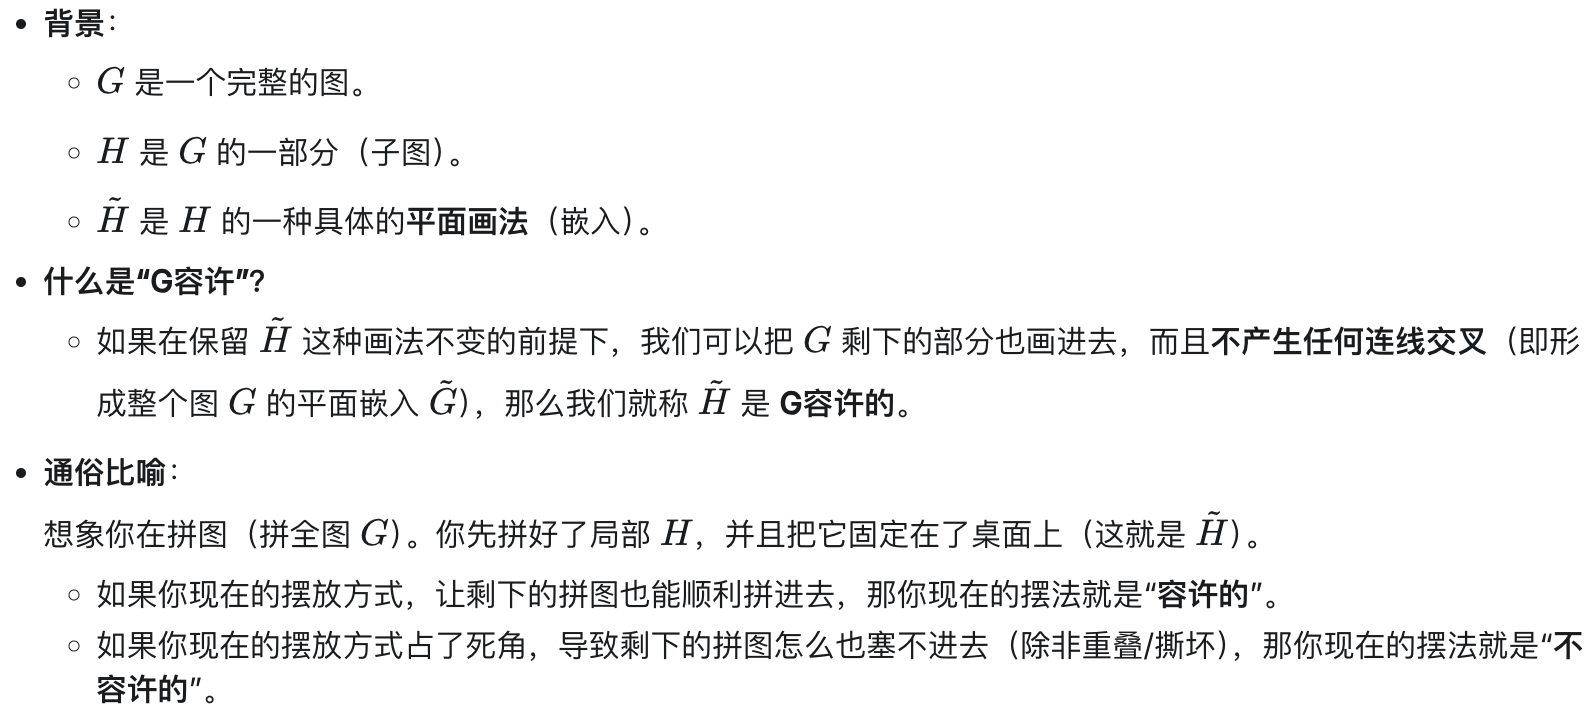 • 背景：
◦ G 是一个完整的图。
◦ H 是 G 的一部分（子图）。
◦ H̃ 是 H 的一种具体的平面画法（嵌入）。
• 什么是“G容许”？
◦ 如果在保留 H̃ 这种画法不变的前提下，我们可以把 G 剩下的部分也画进去，而且不产生任何连线交叉（即形
成整个图 G 的平面嵌入 G̃），那么我们就称 H̃ 是 G容许的。
• 通俗比喻：
想象你在拼图（拼全图 G）。你先拼好了局部 H，并且把它固定在了桌面上（这就是 H̃）。
◦ 如果你现在的摆放方式，让剩下的拼图也能顺利拼进去，那你现在的摆法就是“容许的”。
◦ 如果你现在的摆放方式占了死角，导致剩下的拼图怎么也塞不进去（除非重叠/撕坏），那你现在的摆法就是“不
容许的”。